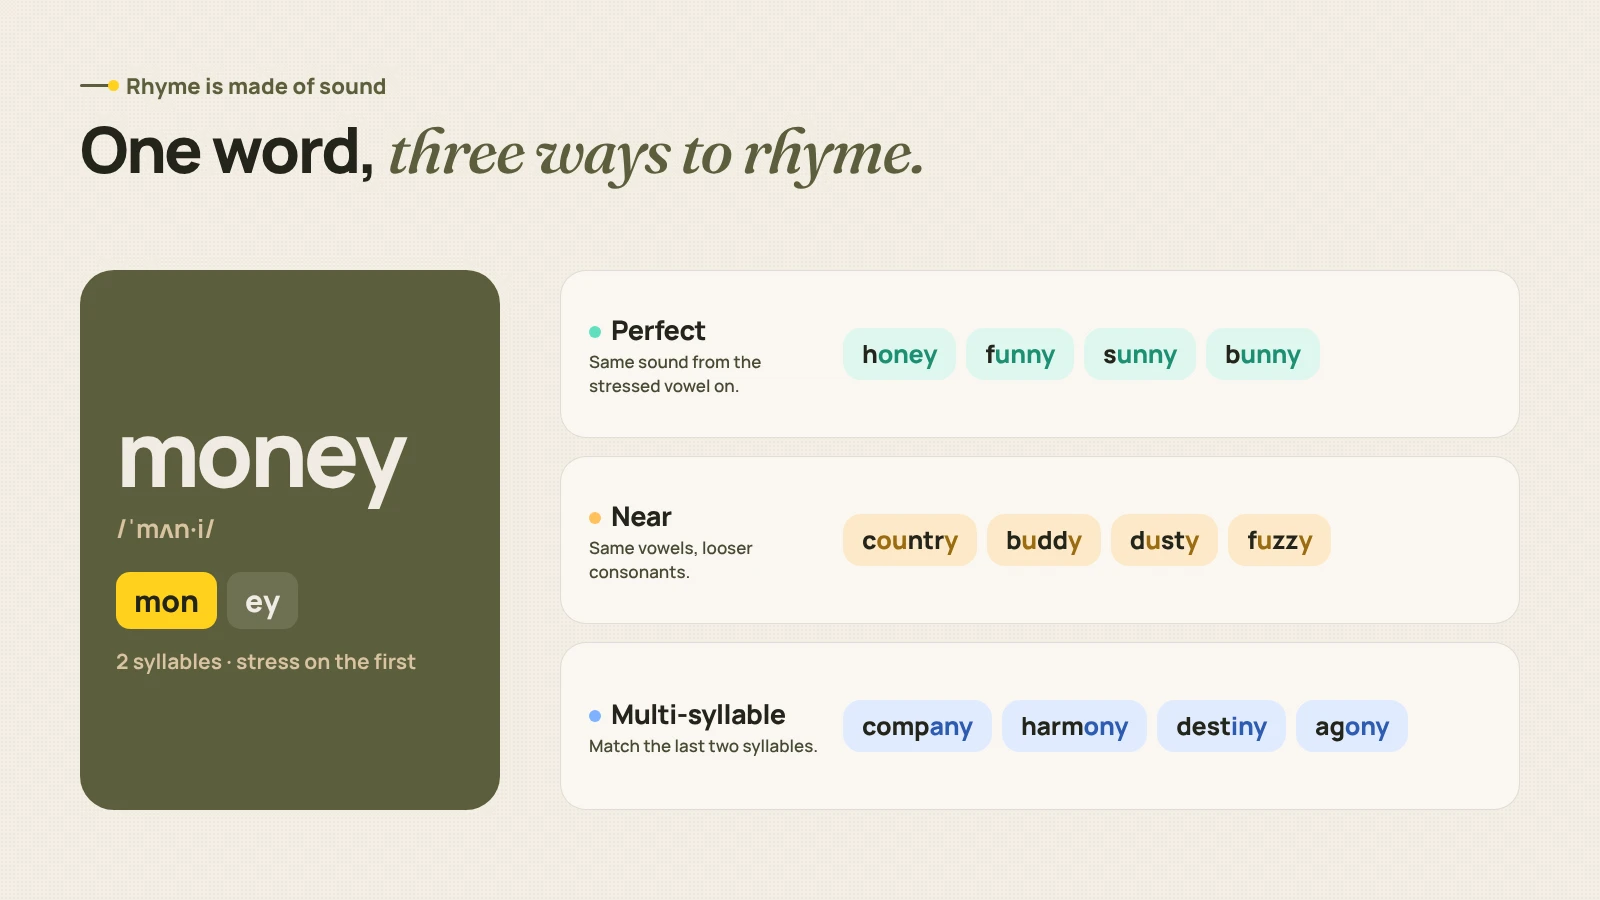 Rhyme is made of sound
One word, three ways to rhyme.
money
/ˈmʌn·i/
mon ey
2 syllables · stress on the first
Perfect
Same sound from the
stressed vowel on.
honey funny sunny bunny
Near
Same vowels, looser
consonants.
country buddy dusty fuzzy
Multi-syllable
Match the last two syllables.
company harmony destiny agony